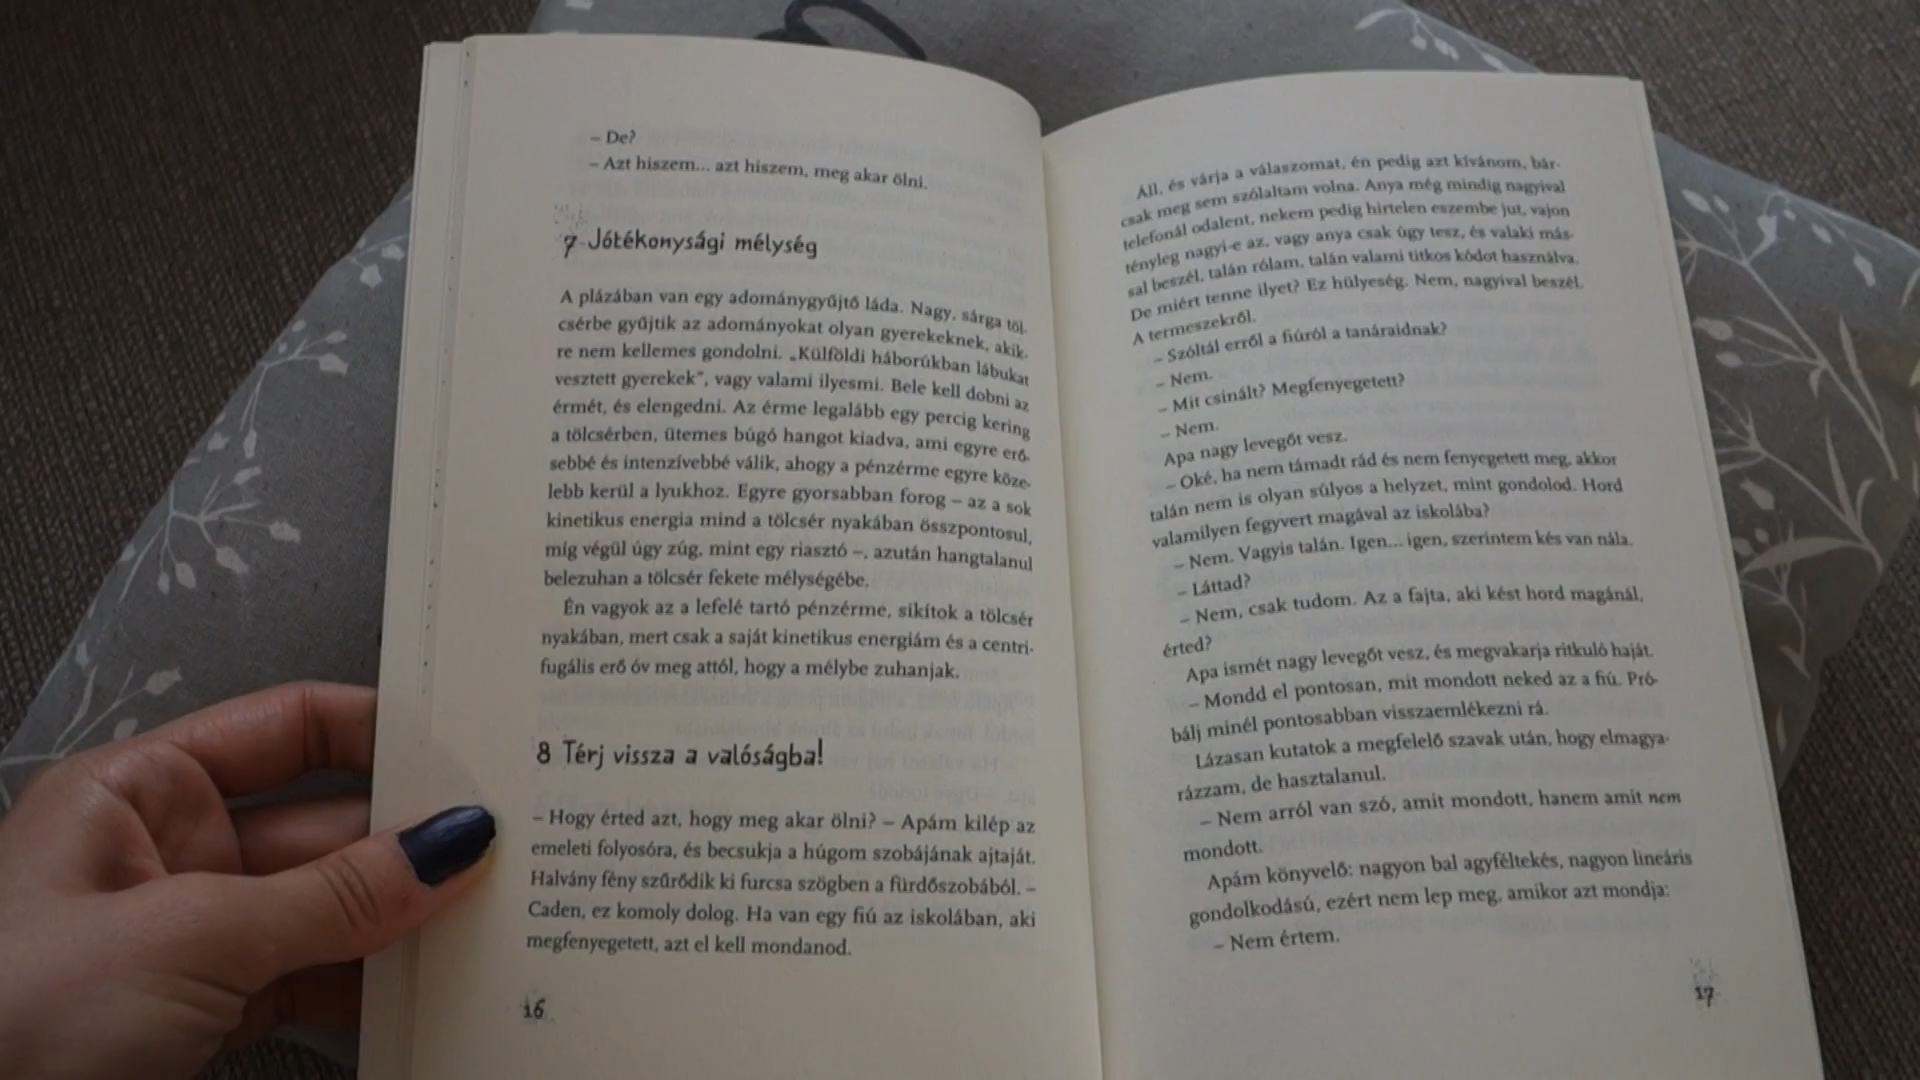 – De?
– Azt hiszem... azt hiszem, meg akar ölni.
7 Jótékonysági mélység
A plázában van egy adománygyűjtő láda. Nagy, sárga töl-
csérbe gyűjtik az adományokat olyan gyerekeknek, akik-
re nem kellemes gondolni. „Külföldi háborúkban lábukat
vesztett gyerekek”, vagy valami ilyesmi. Bele kell dobni az
érmét, és elengedni. Az érme legalább egy percig kering
a tölcsérben, ütemes búgó hangot kiadva, ami egyre erő-
sebbé és intenzívebbé válik, ahogy a pénzérme egyre köze-
lebb kerül a lyukhoz. Egyre gyorsabban forog – az a sok
kinetikus energia mind a tölcsér nyakában összpontosul,
míg végül úgy zúg, mint egy riasztó –, azután hangtalanul
belezuhan a tölcsér fekete mélységébe.
Én vagyok az a lefelé tartó pénzérme, sikítok a tölcsér
nyakában, mert csak a saját kinetikus energiám és a centri-
fugális erő óv meg attól, hogy a mélybe zuhanjak.
8 Térj vissza a valóságba!
– Hogy érted azt, hogy meg akar ölni? – Apám kilép az
emeleti folyosóra, és becsukja a húgom szobájának ajtaját.
Halvány fény szűrődik ki furcsa szögben a fürdőszobából. –
Caden, ez komoly dolog. Ha van egy fiú az iskolában, aki
megfenyegetett, azt el kell mondanod.
16
Áll, és várja a válaszomat, én pedig azt kívánom, bár-
csak meg sem szólaltam volna. Anya még mindig nagyival
telefonál odalent, nekem pedig hirtelen eszembe jut, vajon
tényleg nagyi-e az, vagy anya csak úgy tesz, és valaki más-
sal beszél, talán rólam, talán valami titkos kódot használva.
De miért tenne ilyet? Ez hülyeség. Nem, nagyival beszél.
A termeszekről.
– Szóltál erről a fiúról a tanáraidnak?
– Nem.
– Mit csinált? Megfenyegetett?
– Nem.
Apa nagy levegőt vesz.
– Oké, ha nem támadt rád és nem fenyegetett meg, akkor
talán nem is olyan súlyos a helyzet, mint gondolod. Hord
valamilyen fegyvert magával az iskolába?
– Nem. Vagyis talán. Igen... igen, szerintem kés van nála.
– Láttad?
– Nem, csak tudom. Az a fajta, aki kést hord magánál,
érted?
Apa ismét nagy levegőt vesz, és megvakarja ritkuló haját.
– Mondd el pontosan, mit mondott neked az a fiú. Pró-
bálj minél pontosabban visszaemlékezni rá.
Lázasan kutatok a megfelelő szavak után, hogy elmagya-
rázzam, de hasztalanul.
– Nem arról van szó, amit mondott, hanem amit nem
mondott.
Apám könyvelő: nagyon bal agyféltekés, nagyon lineáris
gondolkodású, ezért nem lep meg, amikor azt mondja:
– Nem értem.
17